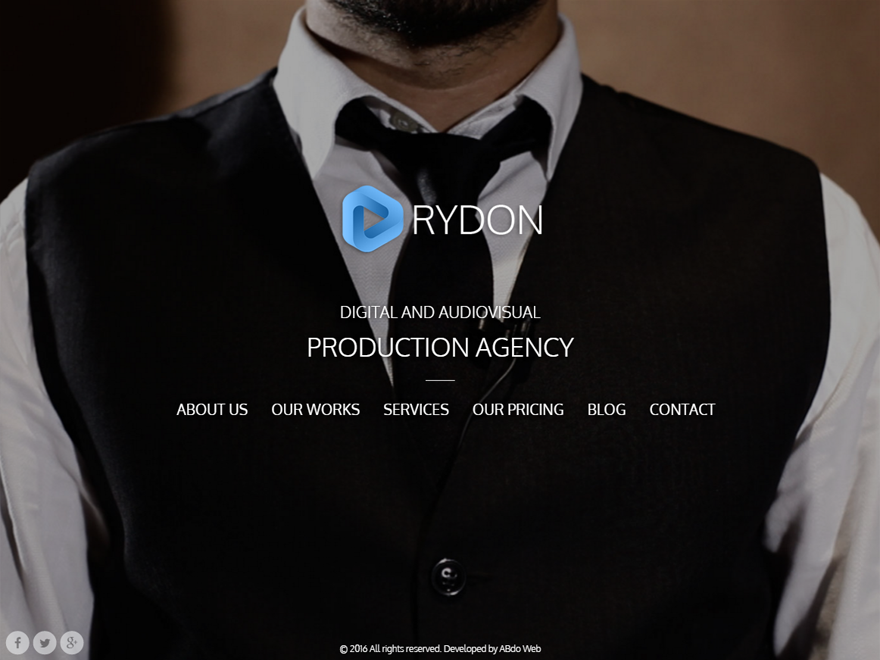 RYDON
DIGITAL AND AUDIOVISUAL
PRODUCTION AGENCY
ABOUT US OUR WORKS SERVICES OUR PRICING BLOG CONTACT
© 2016 All rights reserved. Developed by ABdo Web